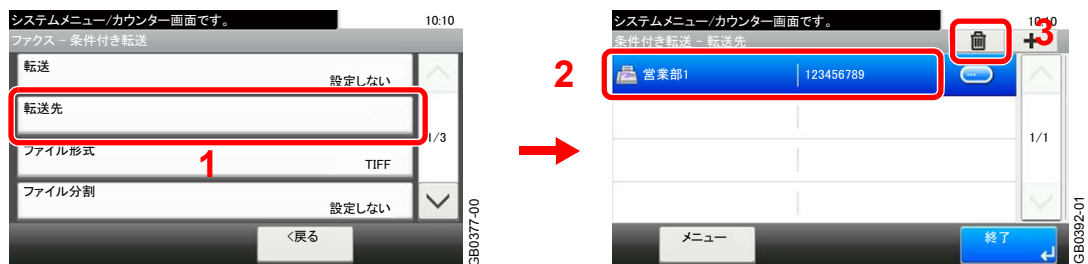 システムメニュー/カウンター画面です。
10:10
ファクス - 条件付き転送
転送
設定しない
転送先
1/3
ファイル形式
1
TIFF
ファイル分割
設定しない
<戻る
GB0377-00
システムメニュー/カウンター画面です。
10:10
条件付き転送 - 転送先
3
2
営業部1
123456789
1/1
メニュー
終了
GB0392-01